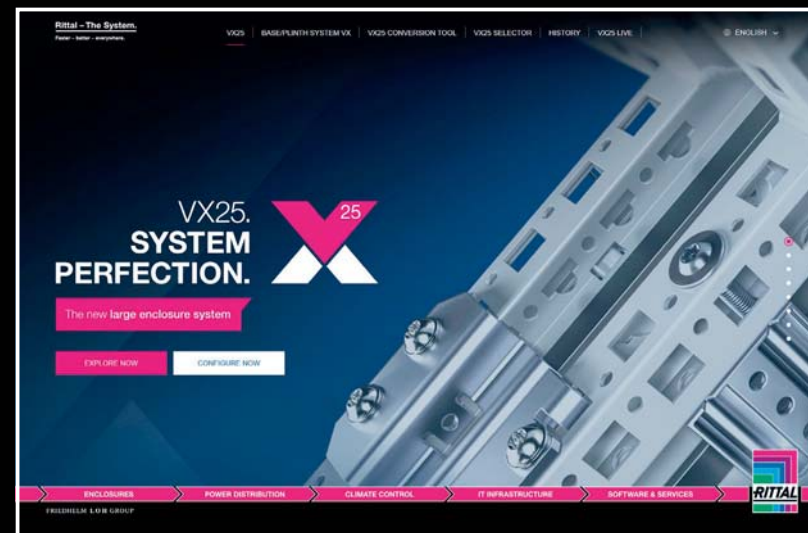 Rittal – The System.
Faster – better – everywhere.
VX25
BASE/PLINTH SYSTEM VX
VX25 CONVERSION TOOL
VX25 SELECTOR
HISTORY
VX25 LIVE
ENGLISH
VX25.
SYSTEM
PERFECTION.
25
The new large enclosure system
EXPLORE NOW
CONFIGURE NOW
ENCLOSURES
POWER DISTRIBUTION
CLIMATE CONTROL
IT INFRASTRUCTURE
SOFTWARE & SERVICES
RITTAL
FRIEDHELM LOH GROUP